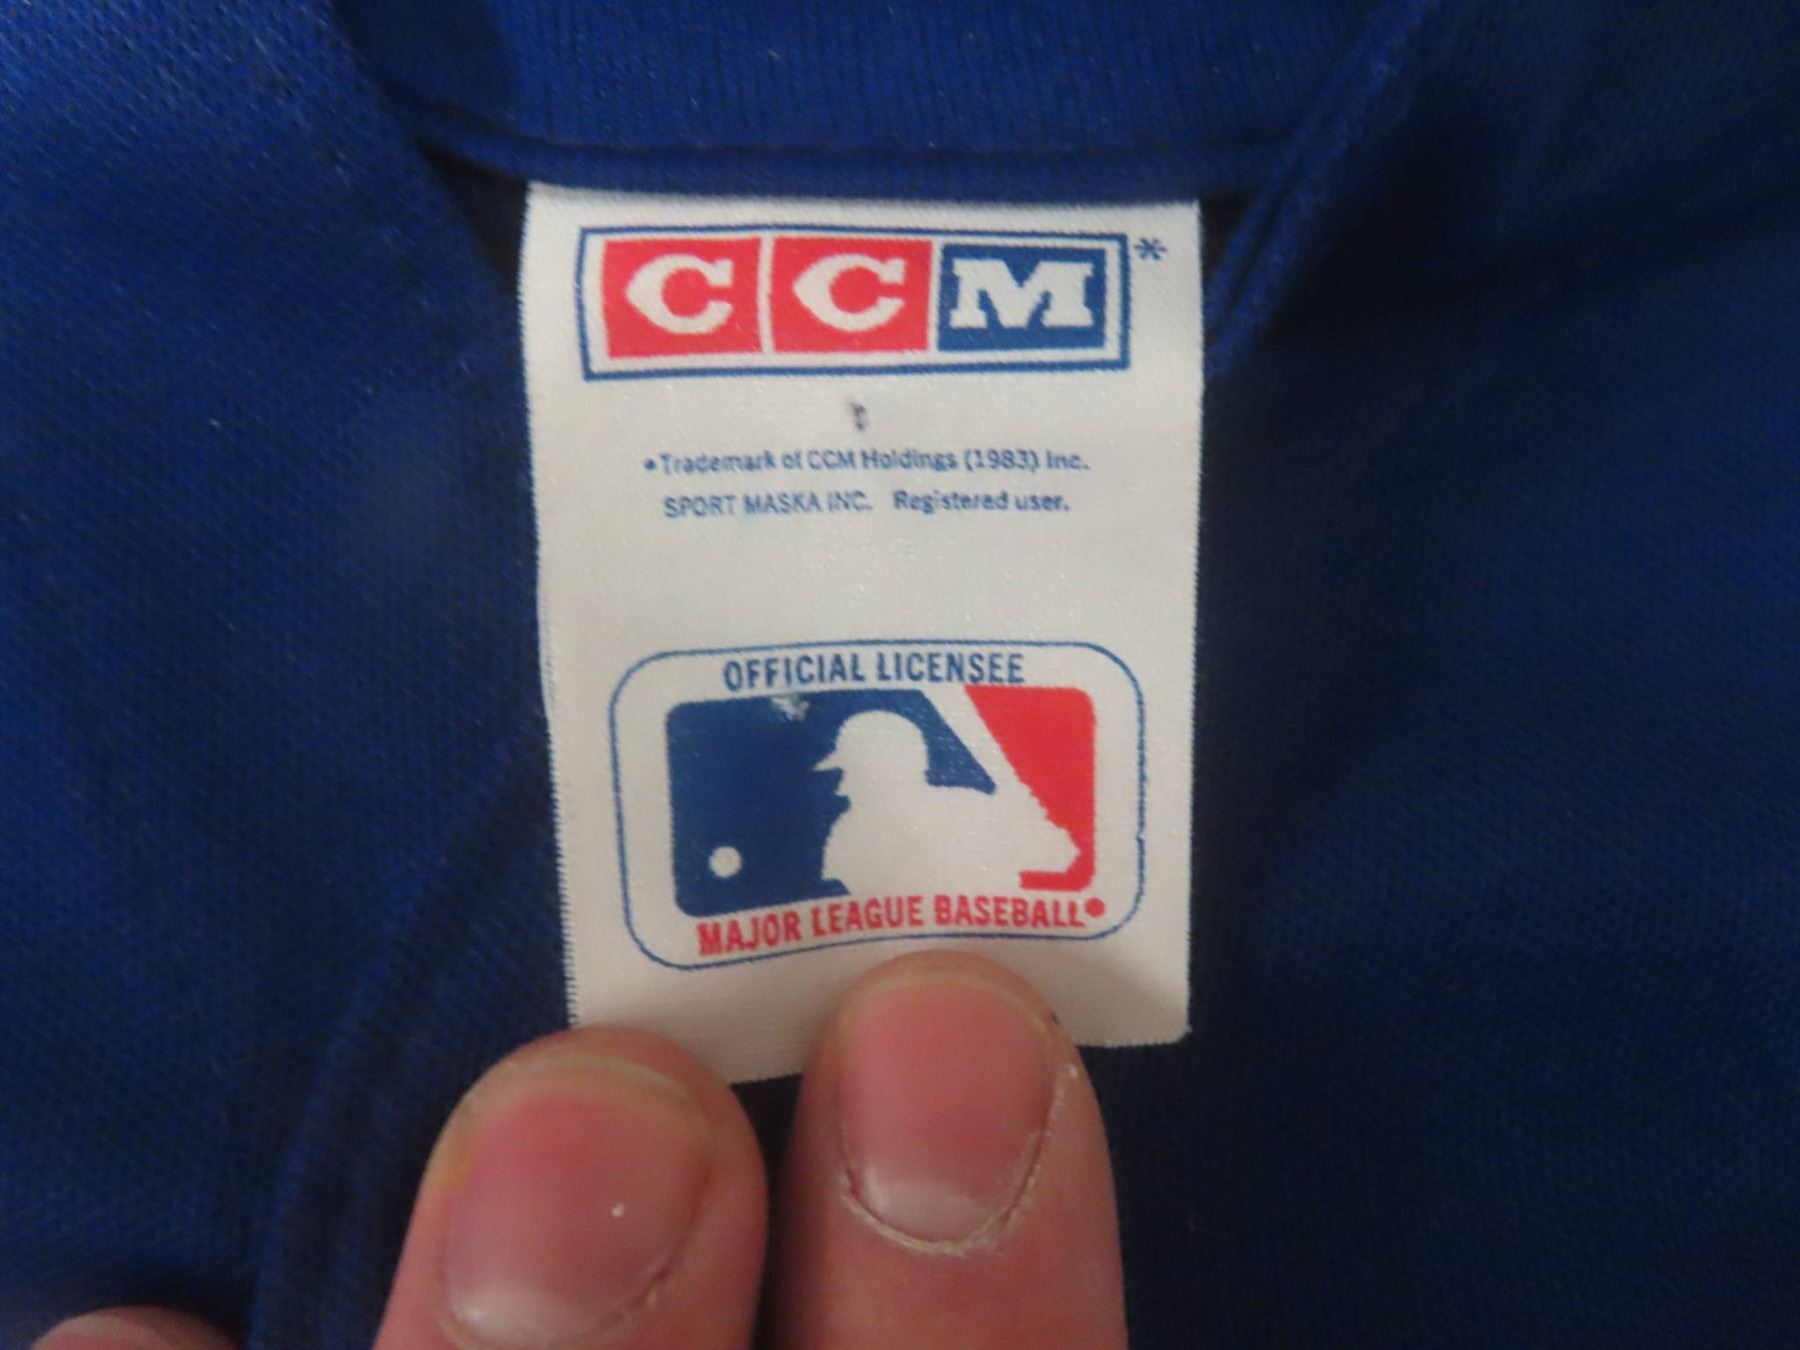 CCM*
•Trademark of CCM Holdings (1983) Inc.
SPORT MASKA INC. Registered user.
OFFICIAL LICENSEE
MAJOR LEAGUE BASEBALL®